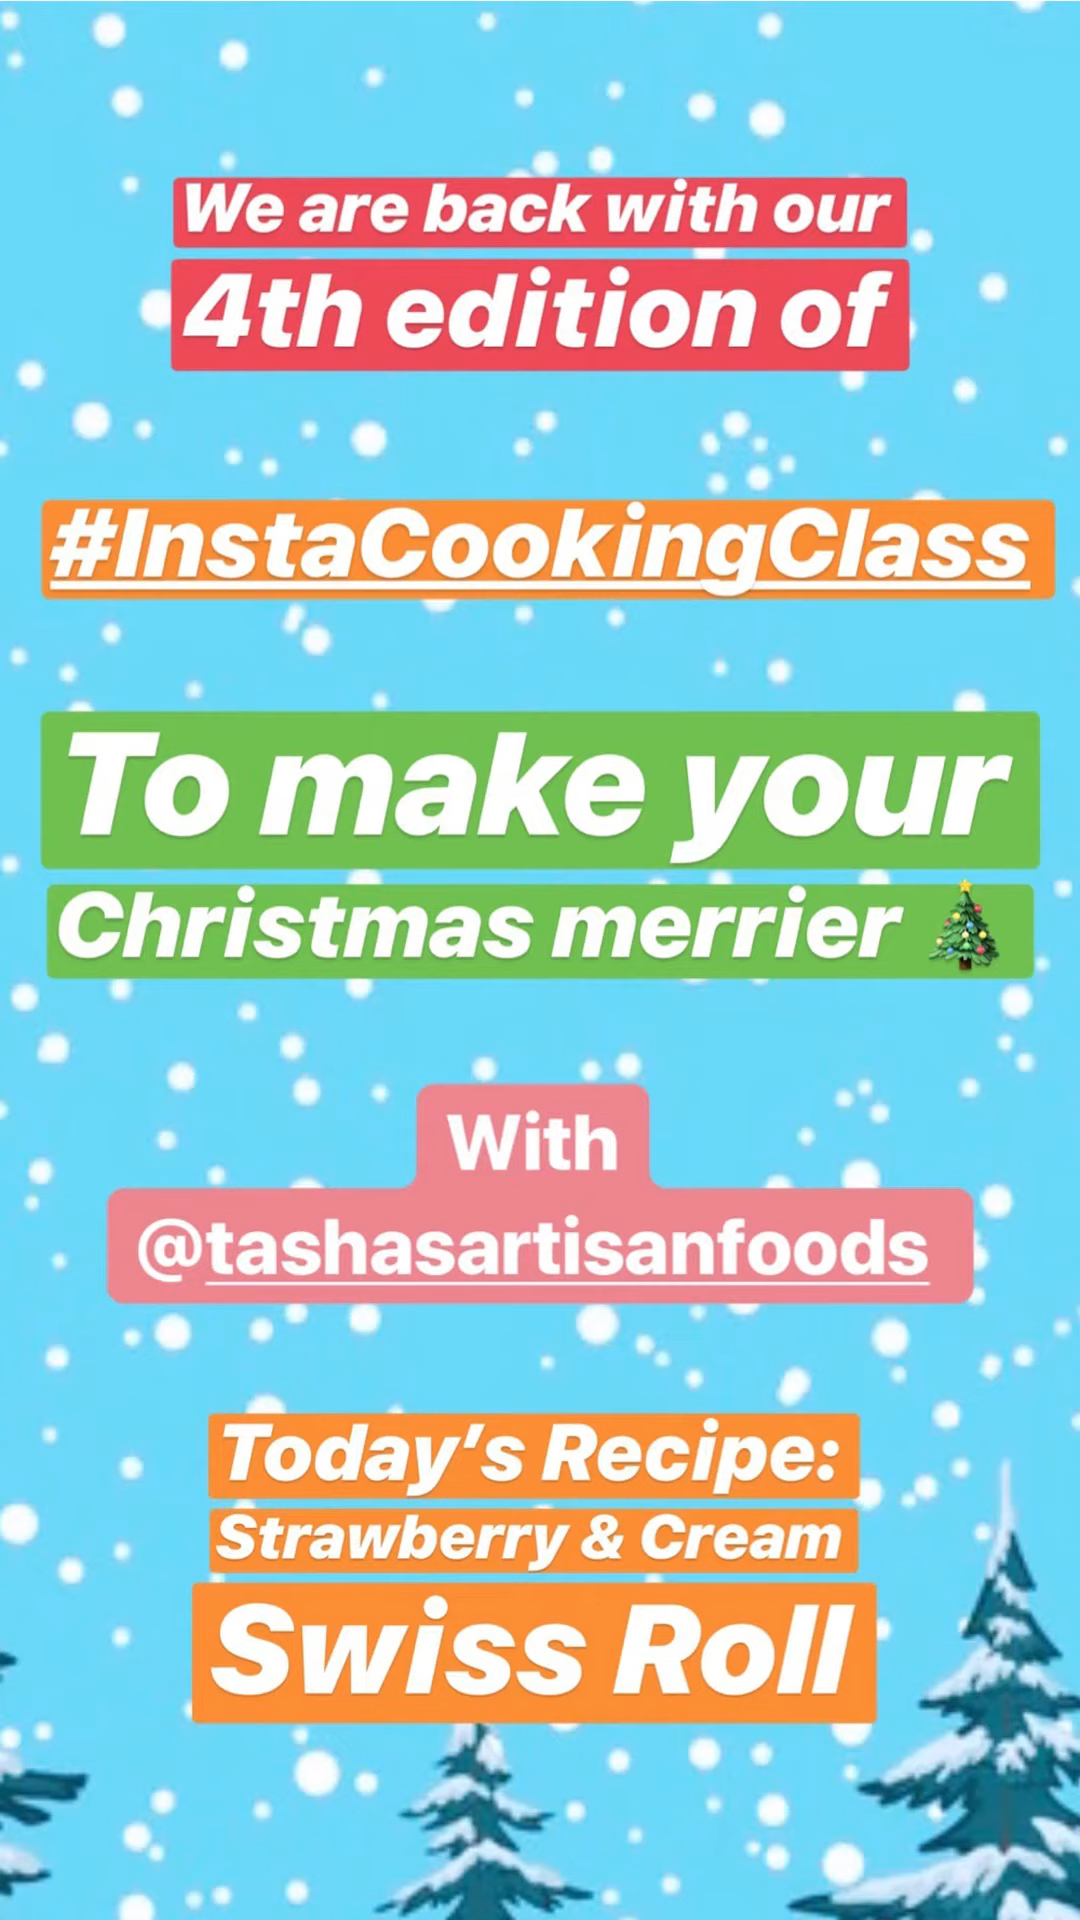 We are back with our
4th edition of
#InstaCookingClass
To make your
Christmas merrier 🎄
With
@tashasartisanfoods
Today's Recipe:
Strawberry & Cream
Swiss Roll